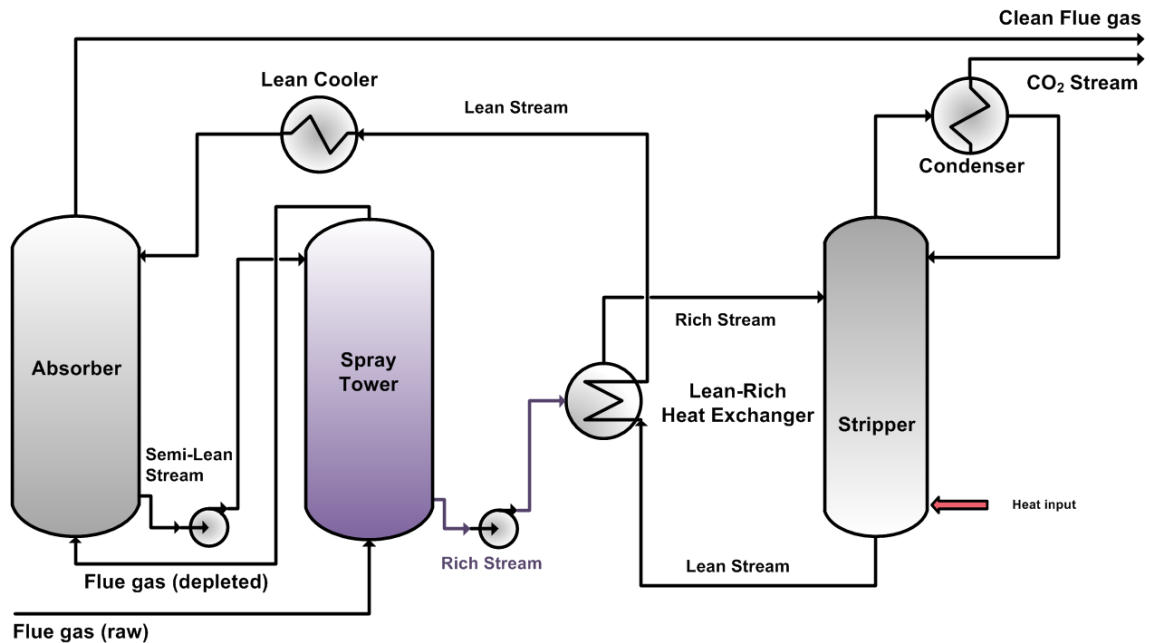 Clean Flue gas
Lean Cooler
CO₂ Stream
Lean Stream
Condenser
Rich Stream
Absorber
Spray
Tower
Lean-Rich
Heat Exchanger
Stripper
Semi-Lean
Stream
Heat input
Rich Stream
Lean Stream
Flue gas (depleted)
Flue gas (raw)